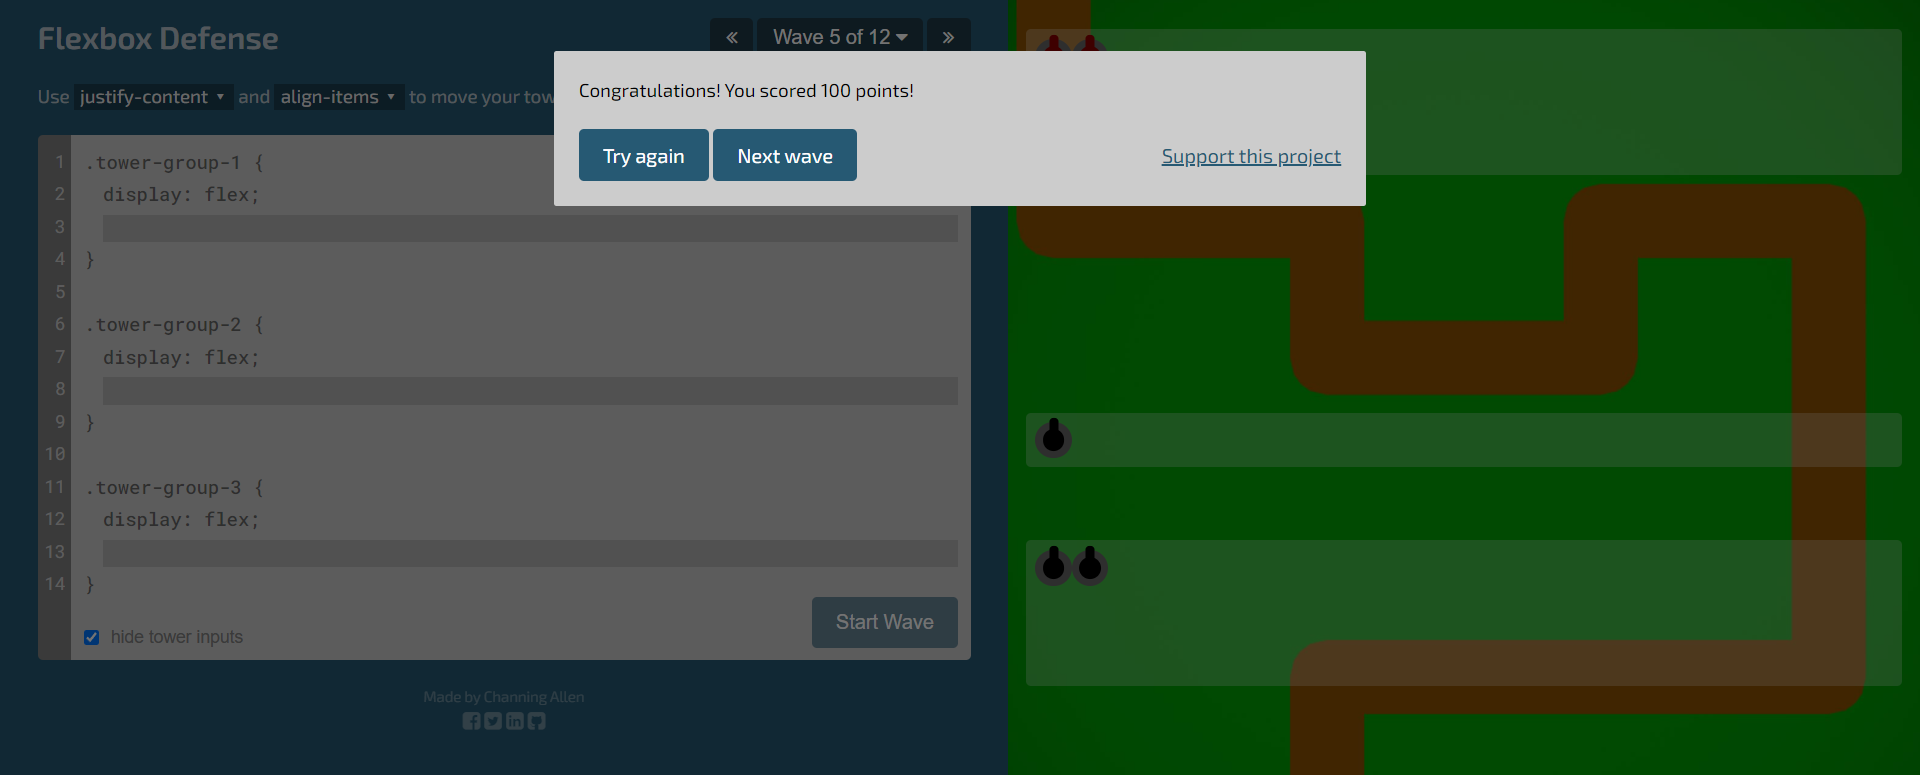 Flexbox Defense
« Wave 5 of 12 »
Use justify-content and align-items to move your tow
Congratulations! You scored 100 points!
Try again Next wave Support this project
1 .tower-group-1 {
2 display: flex;
3
4 }
5
6 .tower-group-2 {
7 display: flex;
8
9 }
10
11 .tower-group-3 {
12 display: flex;
13
14 }
hide tower inputs
Start Wave
Made by Channing Allen